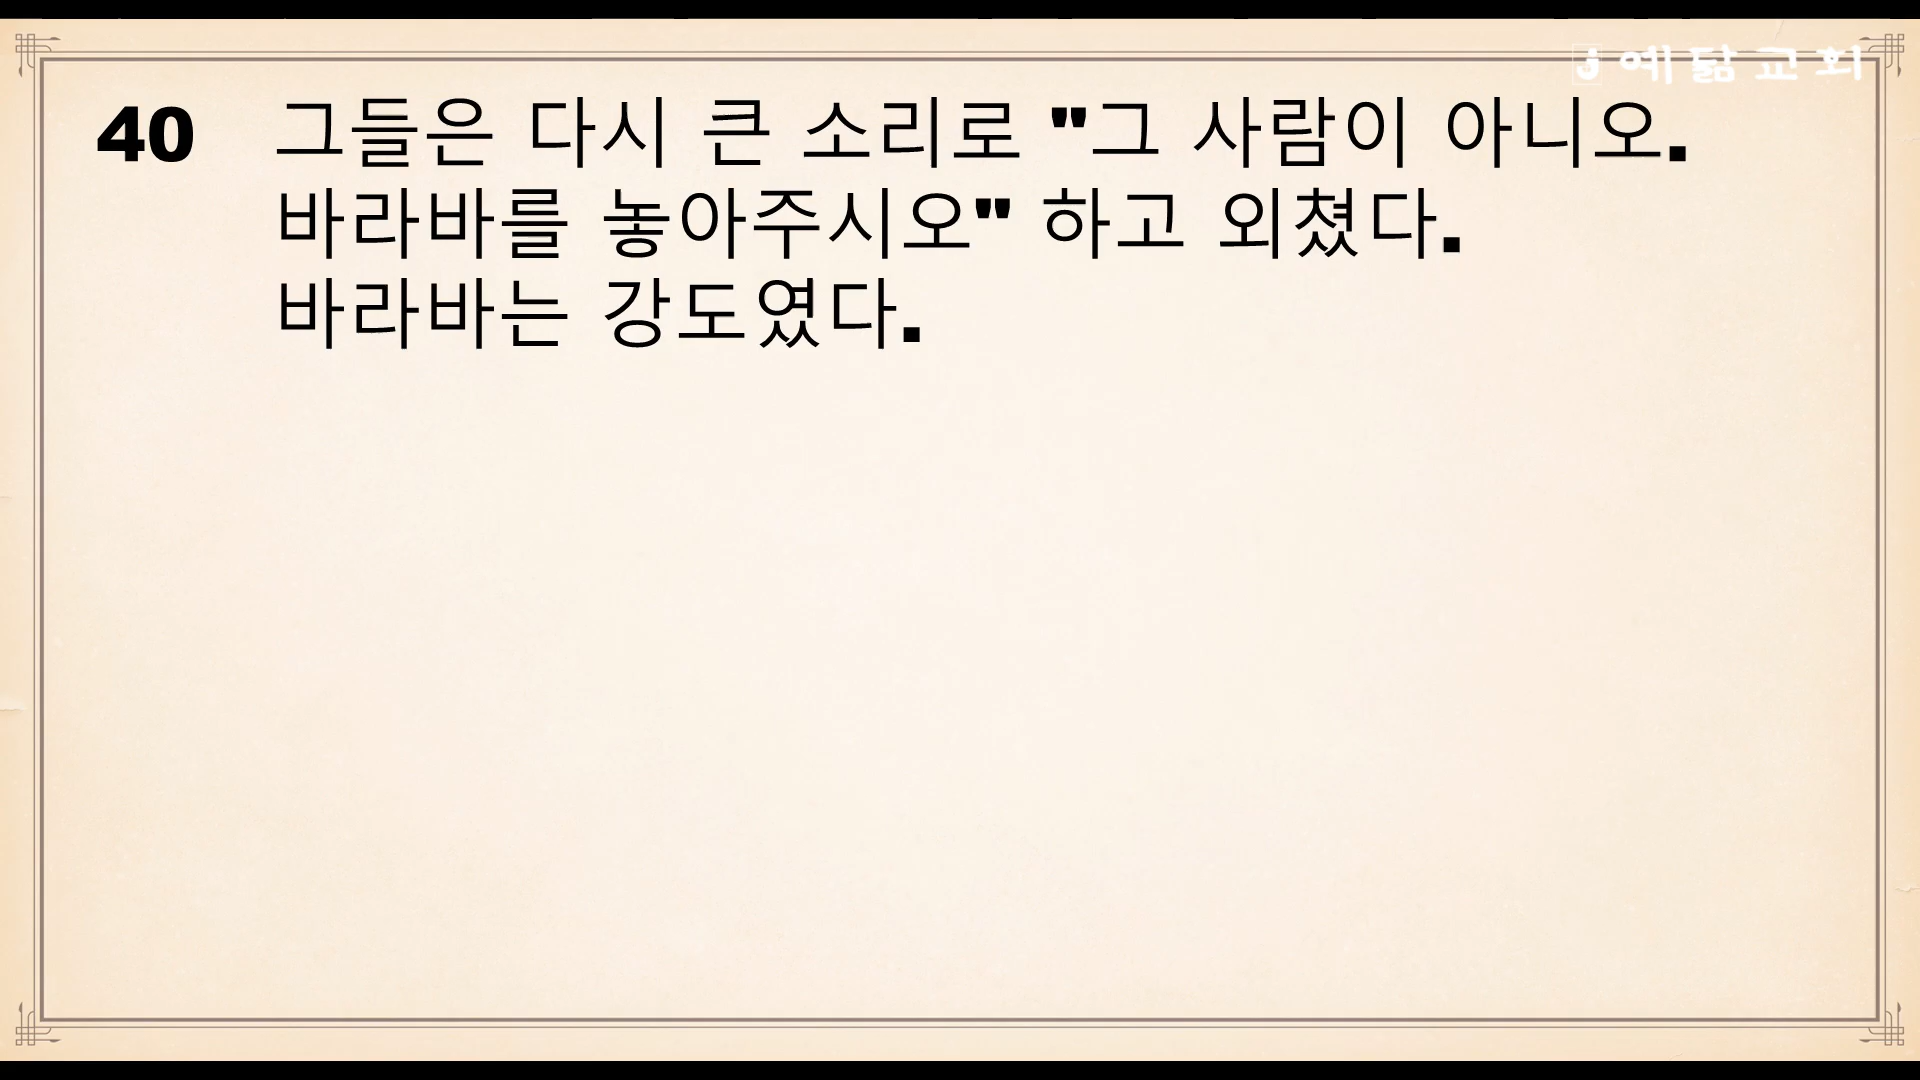 예닮교회
40 그들은 다시 큰 소리로 "그 사람이 아니오.
바라바를 놓아주시오" 하고 외쳤다.
바라바는 강도였다.